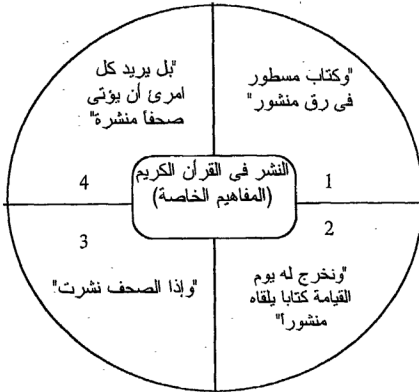 النشر فى القرأن الكريم
(المفاهيم الخاصة)
"وكتاب مسطور
فى رق منشور"
1
"ونخرج له يوم
القيامة كتابا يلقاه
منشوراً"
2
"وإذا الصحف نشرت"
3
"بل يريد كل
امرئ أن يؤتى
صحفاً منشرة"
4